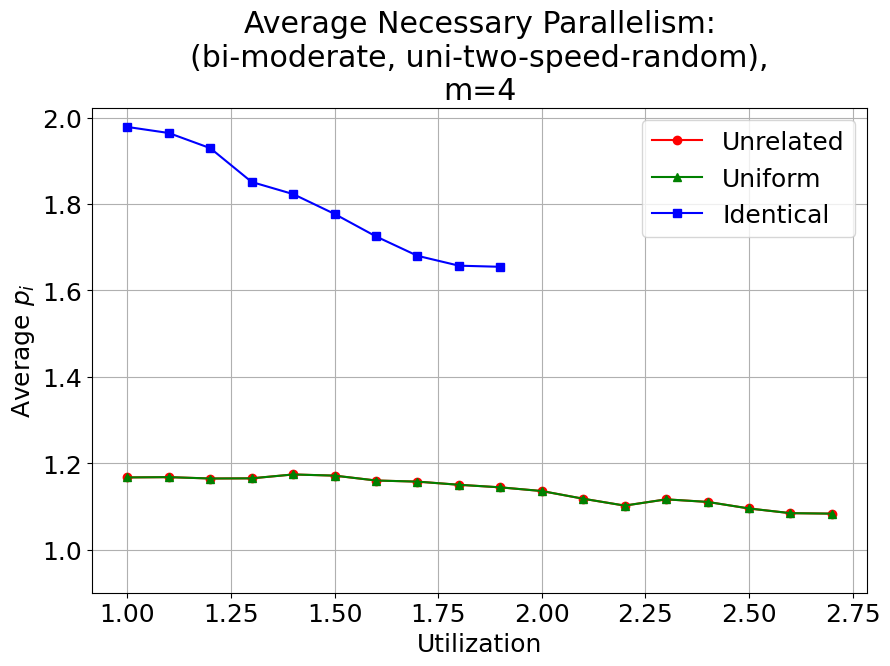 Average Necessary Parallelism:
(bi-moderate, uni-two-speed-random),
m=4
Unrelated
Uniform
Identical
2.0
1.8
1.6
1.4
1.2
1.0
Average pᵢ
1.00 1.25 1.50 1.75 2.00 2.25 2.50 2.75
Utilization